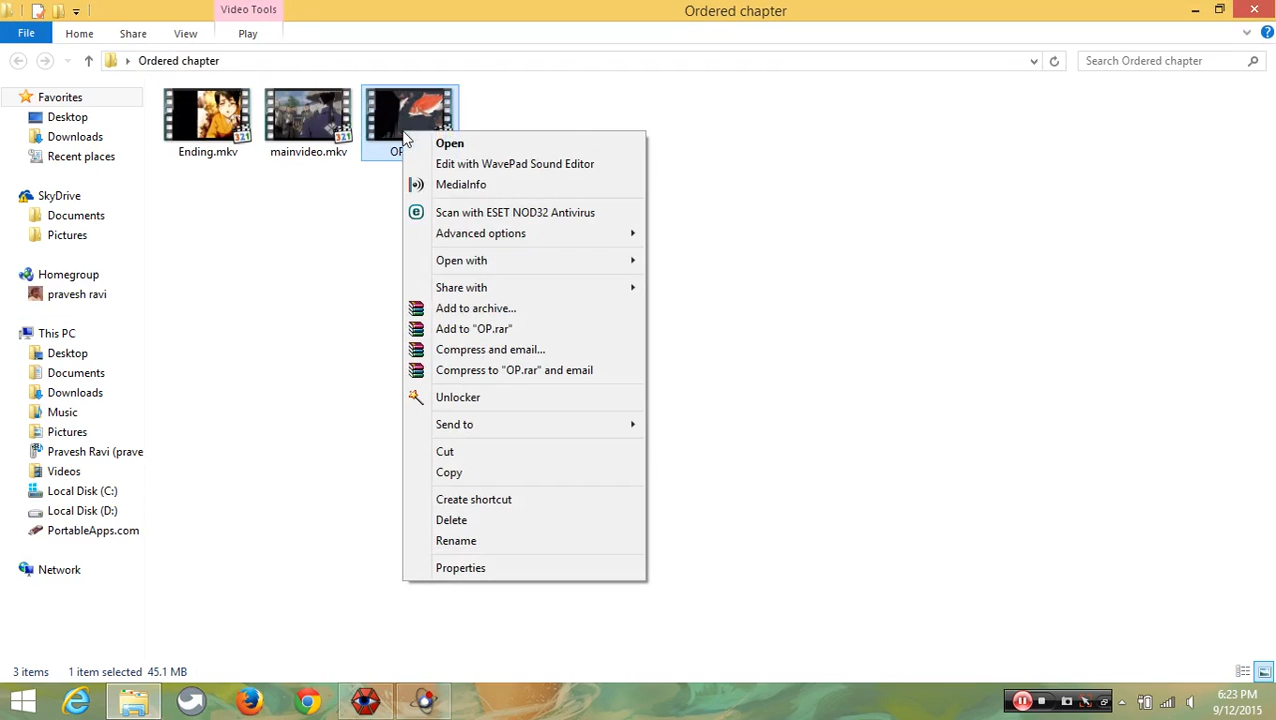 Video Tools
Ordered chapter
File
Home
Share
View
Play
Ordered chapter
Search Ordered chapter
Favorites
Desktop
Downloads
Recent places
SkyDrive
Documents
Pictures
Homegroup
pravesh ravi
This PC
Desktop
Documents
Downloads
Music
Pictures
Pravesh Ravi (prave
Videos
Local Disk (C:)
Local Disk (D:)
PortableApps.com
Network
321
321
Ending.mkv
mainvideo.mkv
OP
Open
Edit with WavePad Sound Editor
MediaInfo
Scan with ESET NOD32 Antivirus
Advanced options
Open with
Share with
Add to archive...
Add to "OP.rar"
Compress and email...
Compress to "OP.rar" and email
Unlocker
Send to
Cut
Copy
Create shortcut
Delete
Rename
Properties
3 items
1 item selected 45.1 MB
6:23 PM
9/12/2015